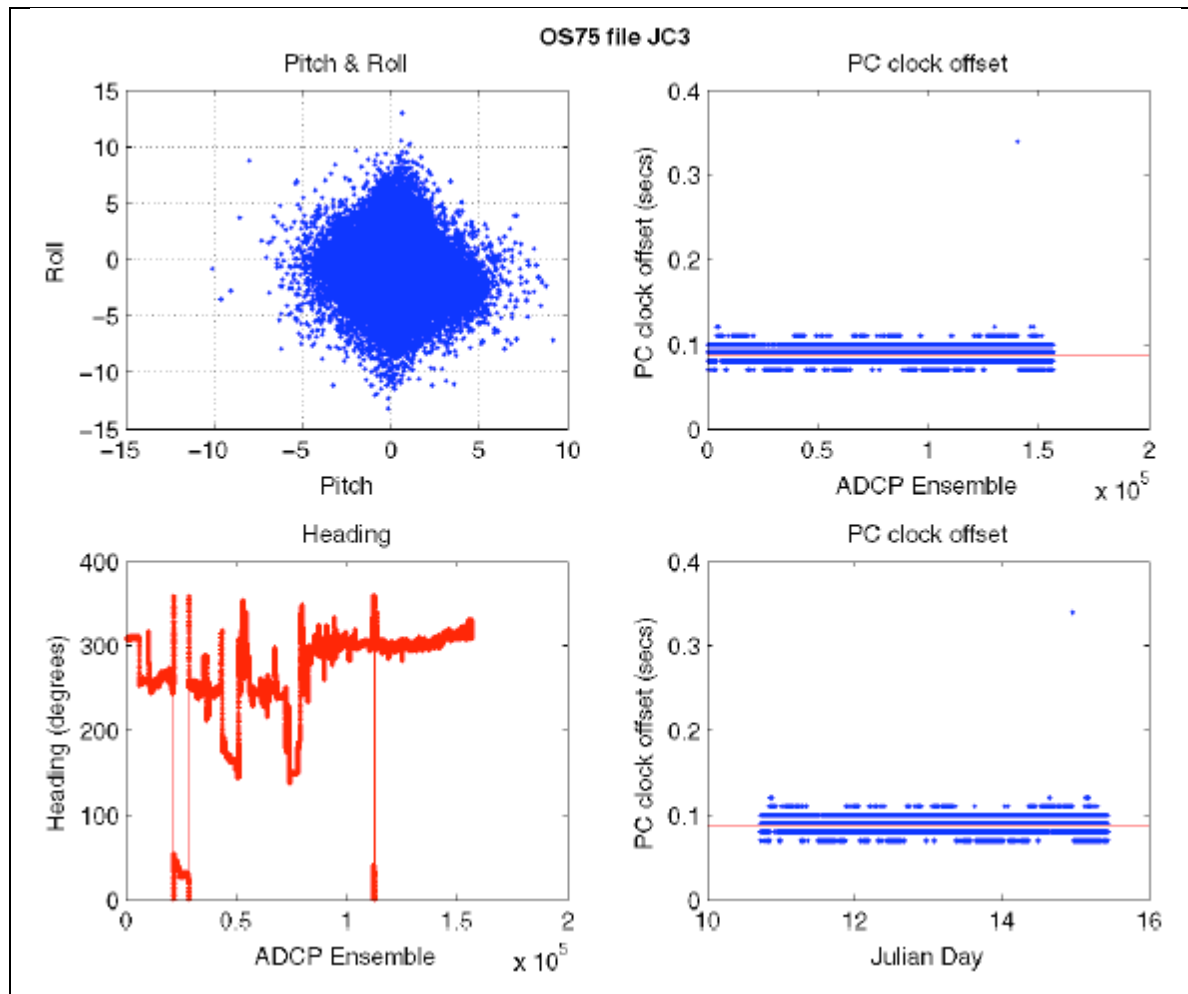 OS75 file JC3
Pitch & Roll
15
10
5
0
−5
−10
−15
Roll
−15 −10 −5 0 5 10
Pitch
PC clock offset
0.4
0.3
0.2
0.1
0
PC clock offset (secs)
0 0.5 1 1.5 2
ADCP Ensemble
x 10^5
Heading
400
300
200
100
0
Heading (degrees)
0 0.5 1 1.5 2
ADCP Ensemble
x 10^5
PC clock offset
0.4
0.3
0.2
0.1
0
PC clock offset (secs)
10 12 14 16
Julian Day